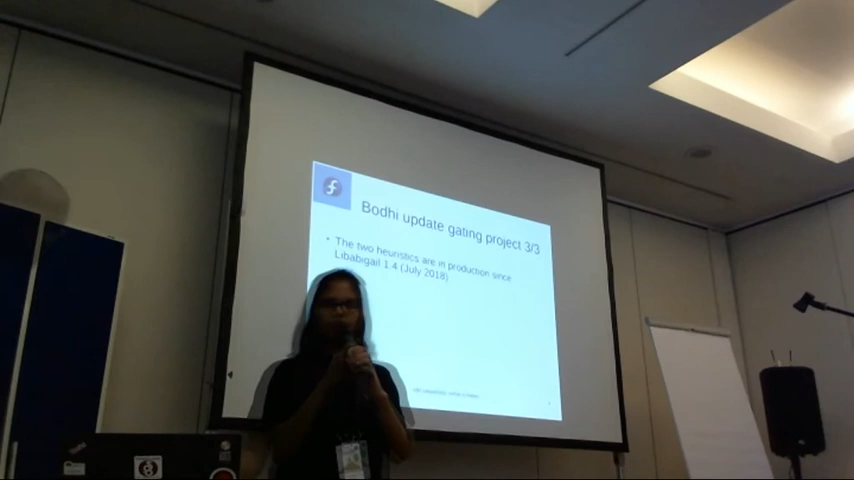 Bodhi update gating project 3/3
• The two heuristics are in production since
Libabigail 1.4 (July 2018)